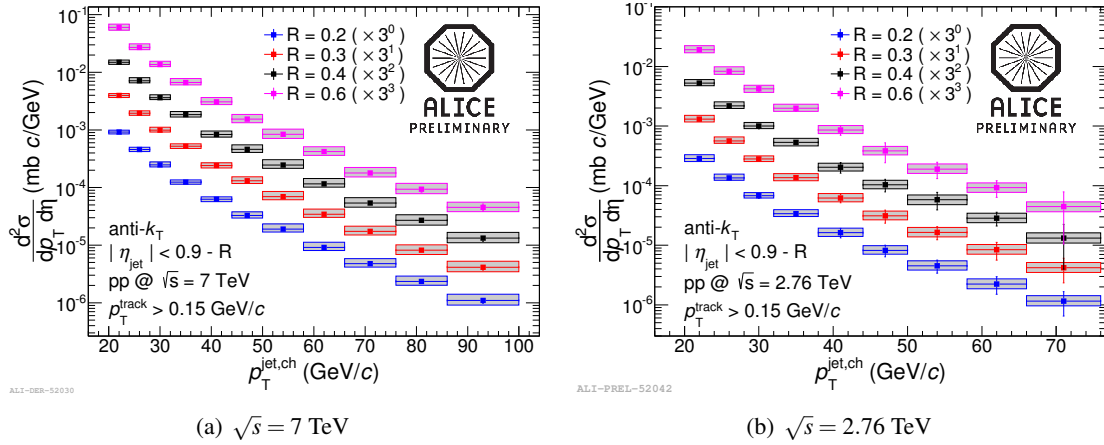 R = 0.2 ( × 3⁰)
R = 0.3 ( × 3¹)
R = 0.4 ( × 3²)
R = 0.6 ( × 3³)
ALICE
PRELIMINARY
d²σ/dp_T dη (mb c/GeV)
10⁻¹
10⁻²
10⁻³
10⁻⁴
10⁻⁵
10⁻⁶
anti-k_T
| η_jet | < 0.9 - R
pp @ √s = 7 TeV
p_T^track > 0.15 GeV/c
20 30 40 50 60 70 80 90 100
p_T^jet,ch (GeV/c)
ALI-DER-52030
(a) √s = 7 TeV
R = 0.2 ( × 3⁰)
R = 0.3 ( × 3¹)
R = 0.4 ( × 3²)
R = 0.6 ( × 3³)
ALICE
PRELIMINARY
d²σ/dp_T dη (mb c/GeV)
10⁻¹
10⁻²
10⁻³
10⁻⁴
10⁻⁵
10⁻⁶
anti-k_T
| η_jet | < 0.9 - R
pp @ √s = 2.76 TeV
p_T^track > 0.15 GeV/c
20 30 40 50 60 70
p_T^jet,ch (GeV/c)
ALI-PREL-52042
(b) √s = 2.76 TeV